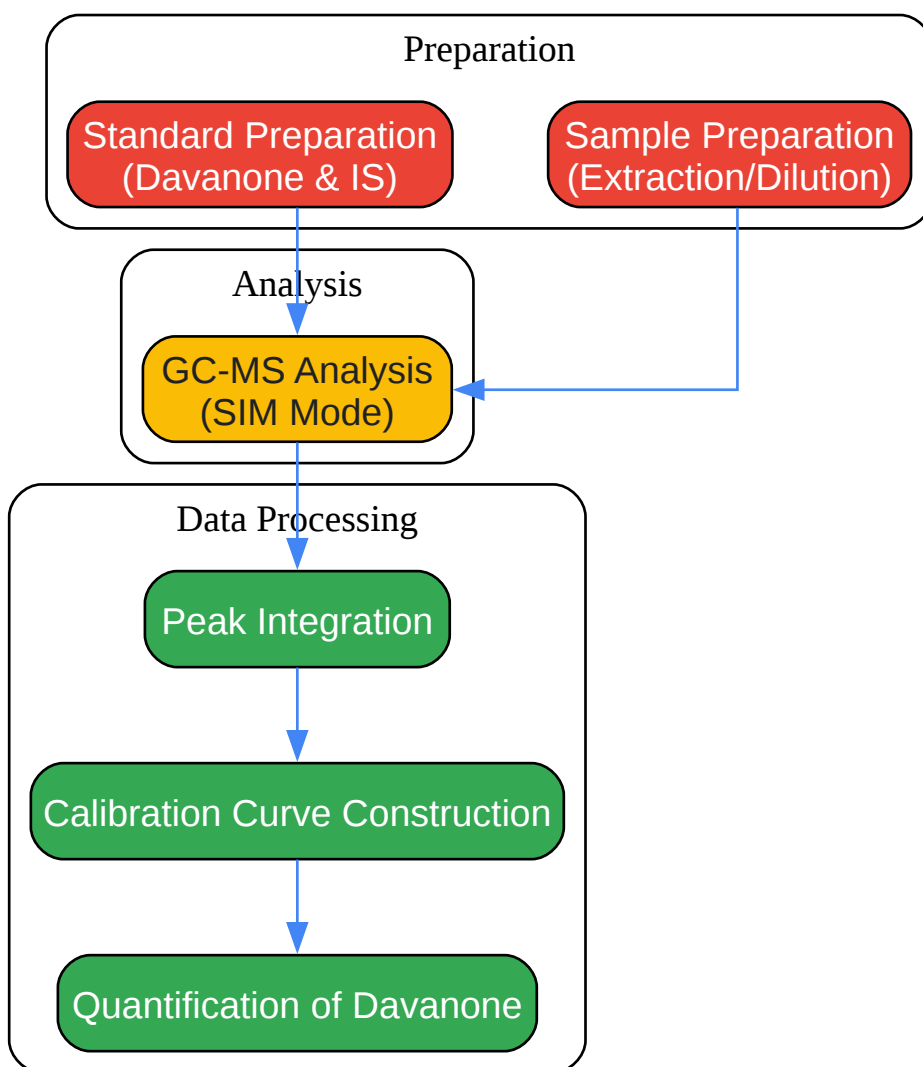 Preparation
Standard Preparation
(Davanone & IS)
Sample Preparation
(Extraction/Dilution)
Analysis
GC-MS Analysis
(SIM Mode)
Data Processing
Peak Integration
Calibration Curve Construction
Quantification of Davanone